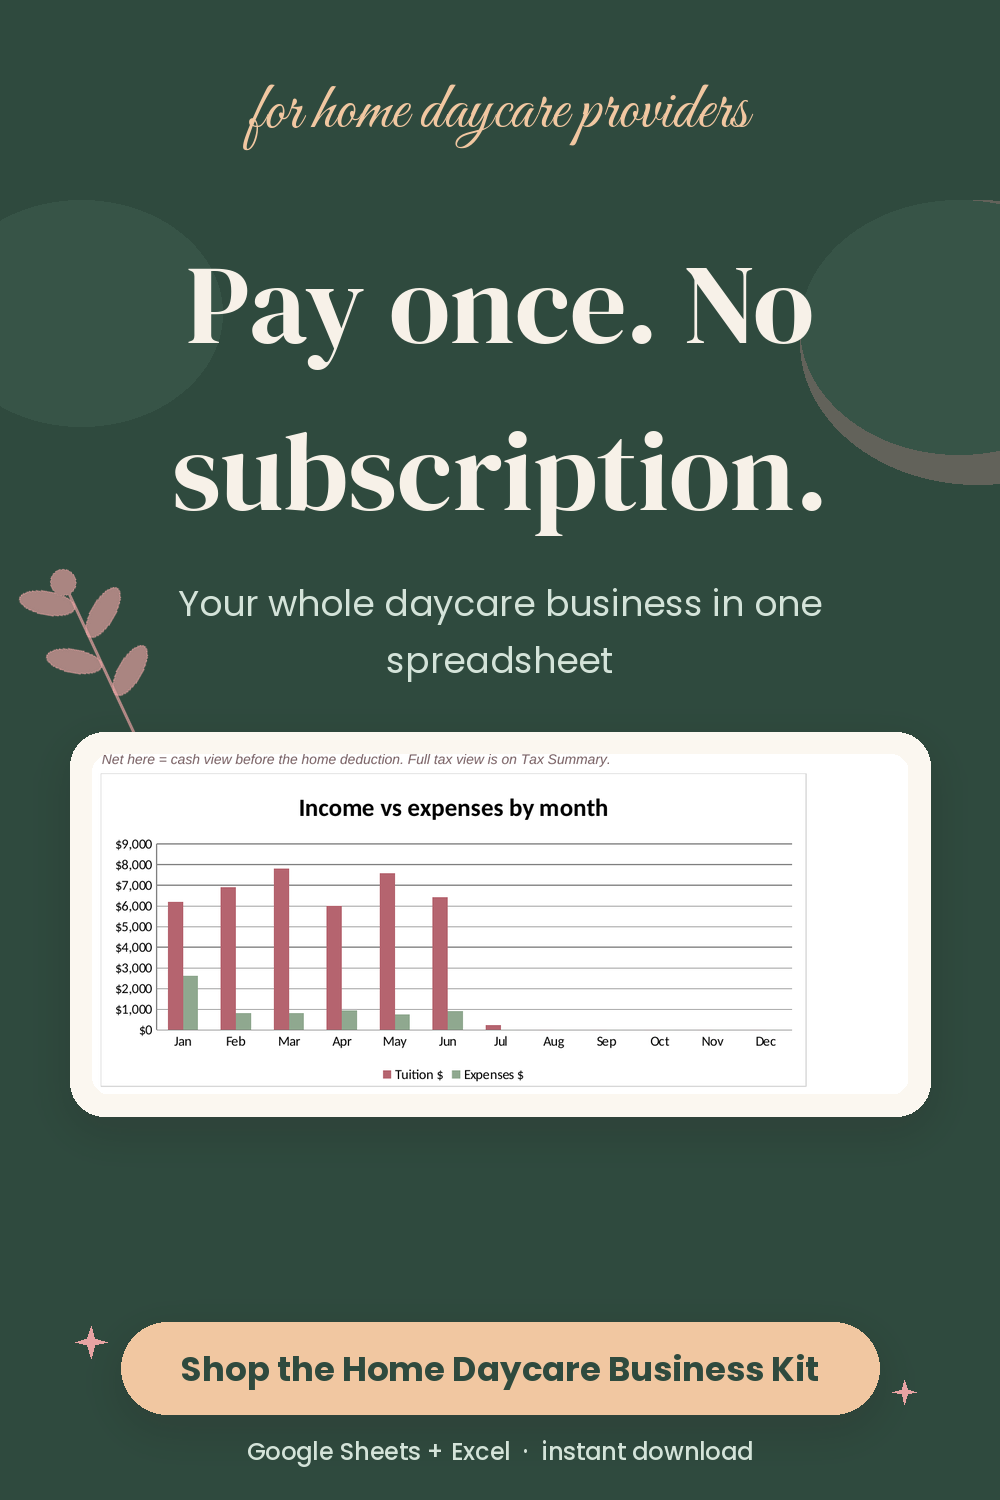 for home daycare providers
Pay once. No
subscription.
Your whole daycare business in one
spreadsheet
Net here = cash view before the home deduction. Full tax view is on Tax Summary.
Income vs expenses by month
$9,000
$8,000
$7,000
$6,000
$5,000
$4,000
$3,000
$2,000
$1,000
$0
Jan Feb Mar Apr May Jun Jul Aug Sep Oct Nov Dec
Tuition $ Expenses $
Shop the Home Daycare Business Kit
Google Sheets + Excel · instant download